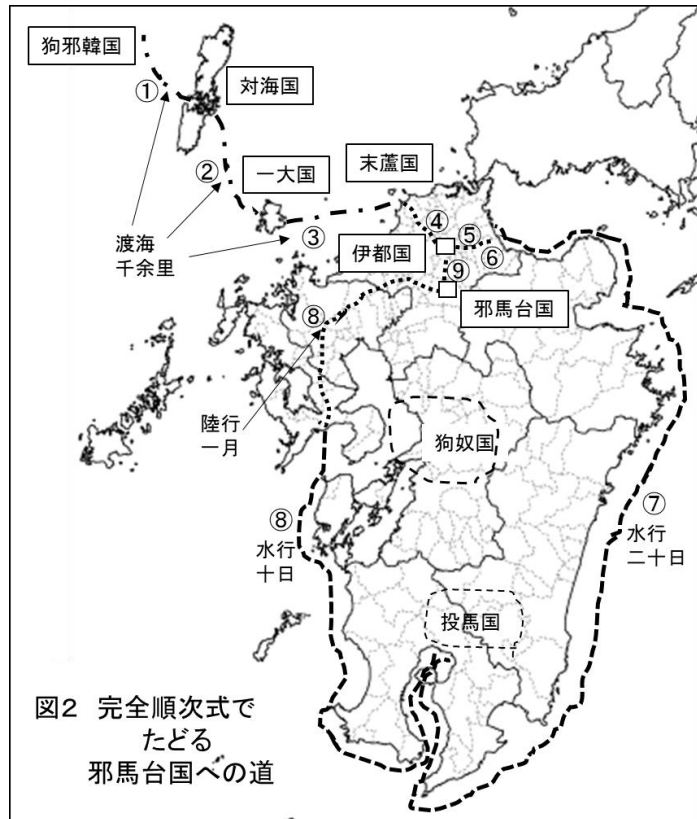 狗邪韓国
①
対海国
②
一大国
末蘆国
渡海
千余里
③
④
⑤
⑥
伊都国
⑨
邪馬台国
⑧
陸行
一月
狗奴国
⑧
水行
十日
⑦
水行
二十日
投馬国
図2 完全順次式で
たどる
邪馬台国への道